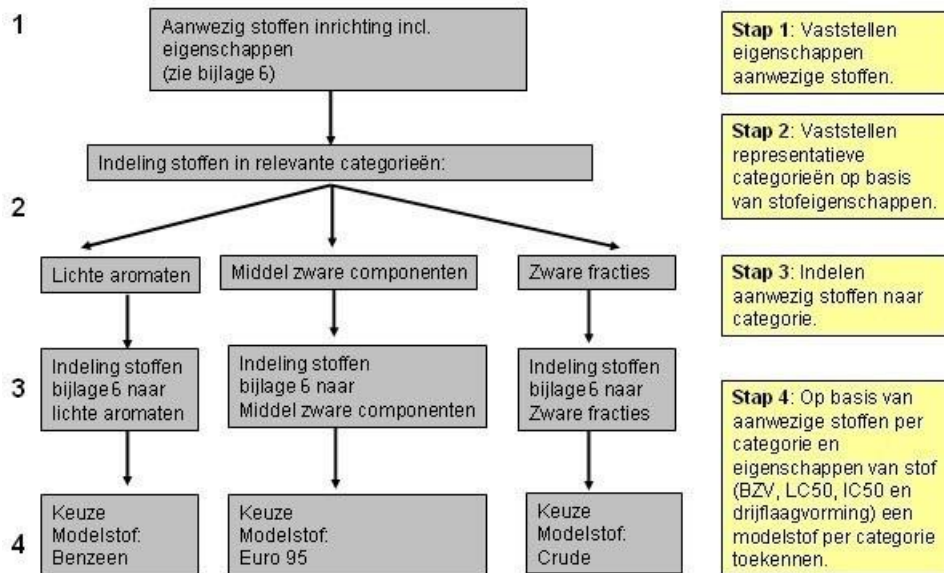 1
Aanwezig stoffen inrichting incl.
eigenschappen
(zie bijlage 6)
Stap 1: Vaststellen
eigenschappen
aanwezige stoffen.
Indeling stoffen in relevante categorieën:
Stap 2: Vaststellen
representatieve
categorieën op basis
van stofeigenschappen.
2
Lichte aromaten
Middel zware componenten
Zware fracties
Stap 3: Indelen
aanwezig stoffen naar
categorie.
3
Indeling stoffen
bijlage 6 naar
lichte aromaten
Indeling stoffen
bijlage 6 naar
Middel zware componenten
Indeling stoffen
bijlage 6 naar
Zware fracties
Stap 4: Op basis van
aanwezige stoffen per
categorie en
eigenschappen van stof
(BZV, LC50, IC50 en
drijflaagvorming) een
modelstof per categorie
toekennen.
4
Keuze
Modelstof:
Benzeen
Keuze
Modelstof:
Euro 95
Keuze
Modelstof:
Crude